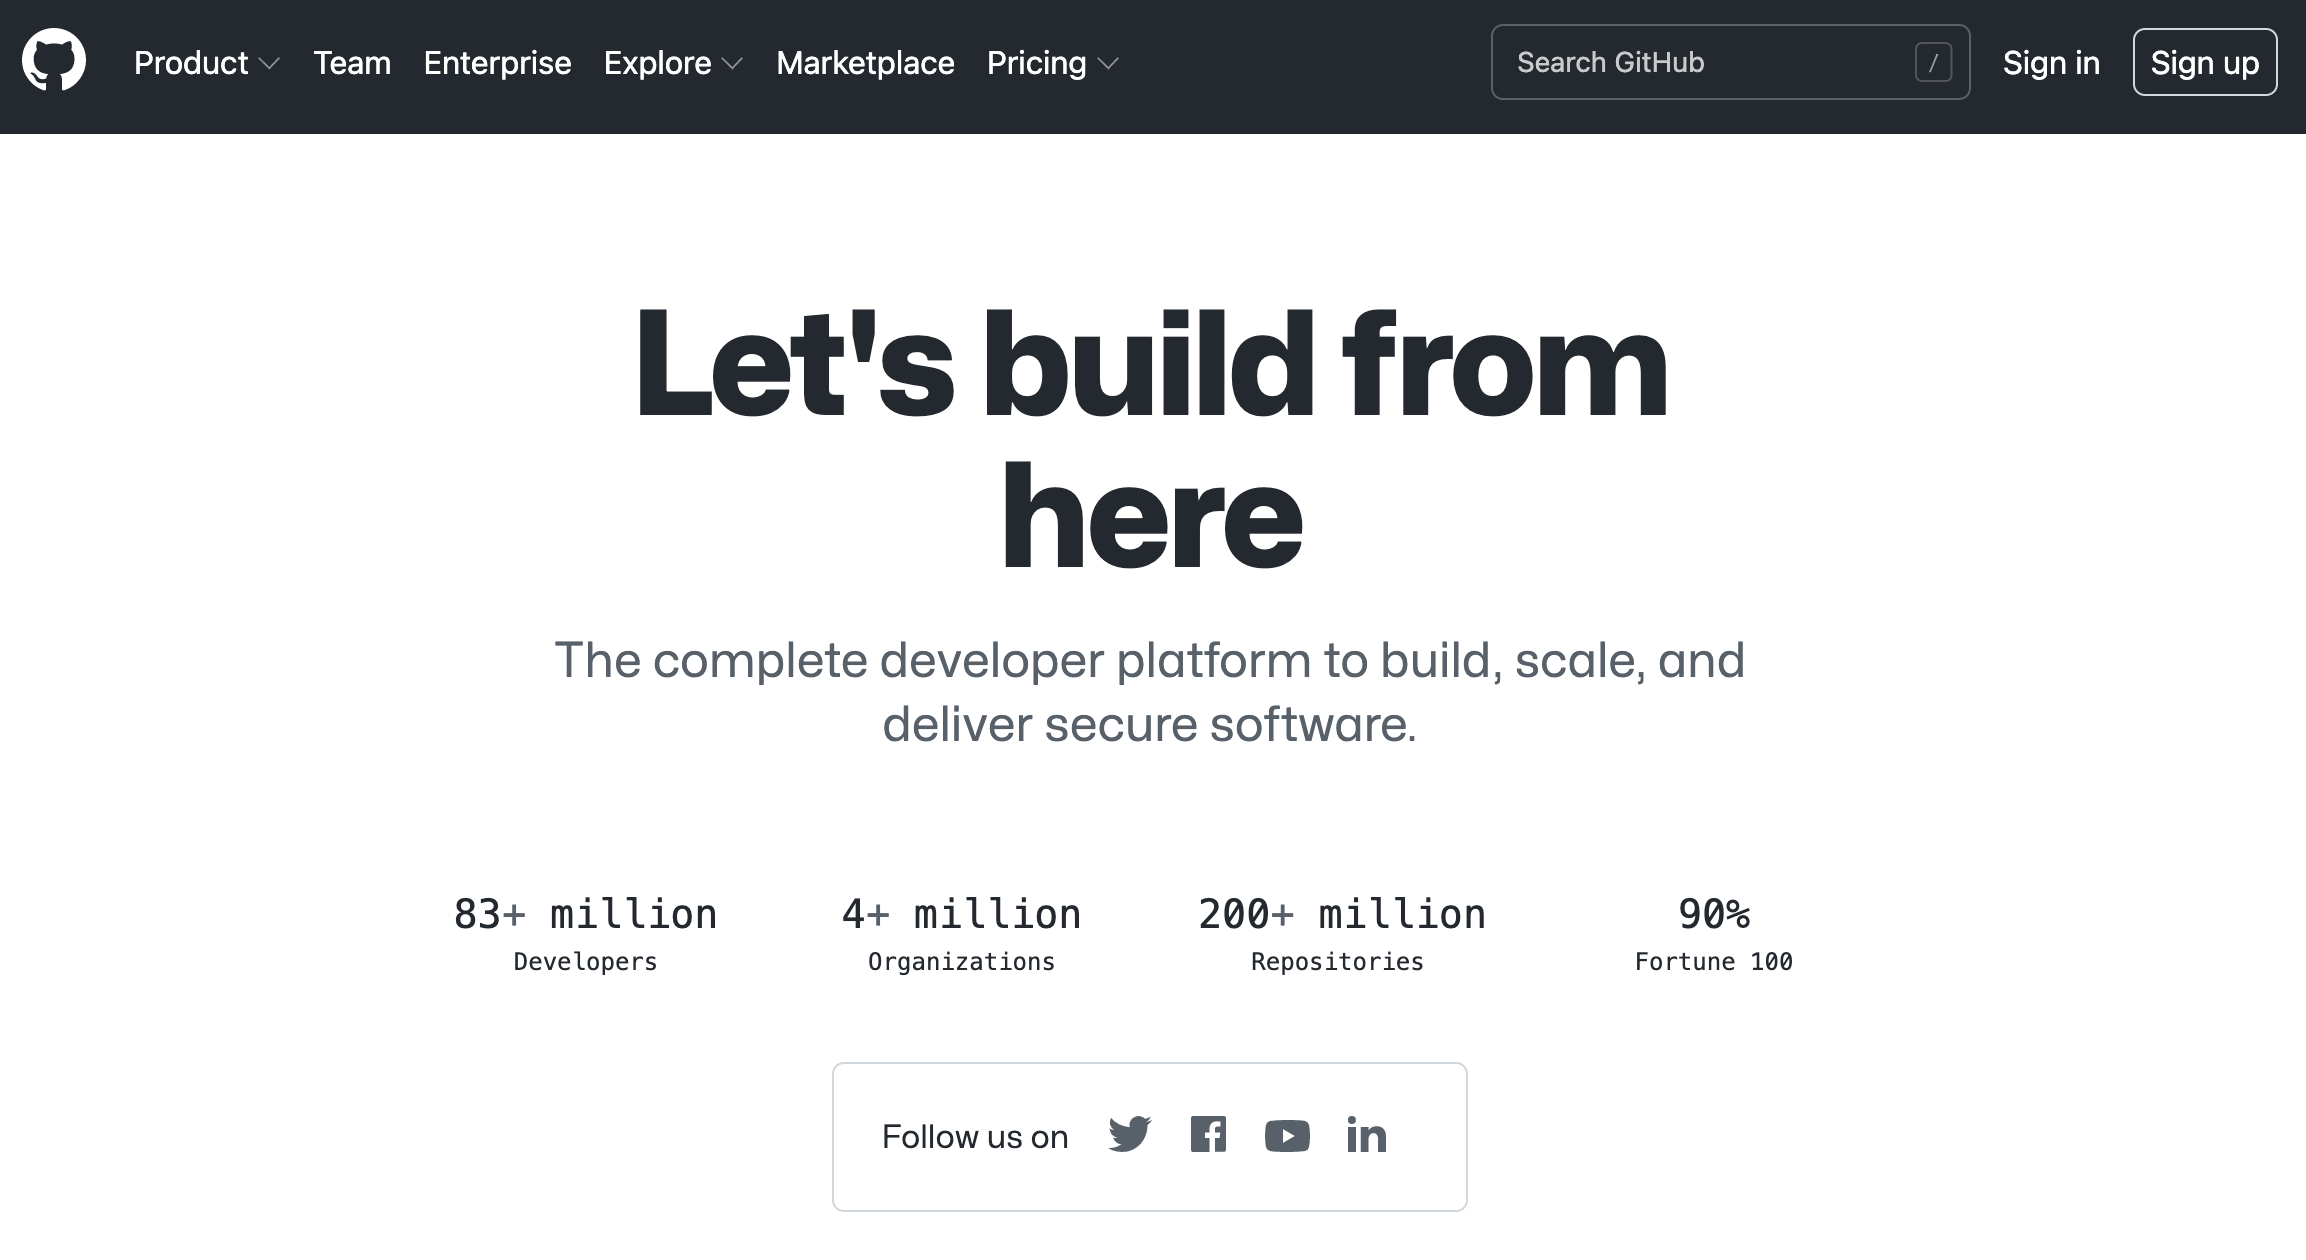 Product Team Enterprise Explore Marketplace Pricing Search GitHub / Sign in Sign up
Let's build from
here
The complete developer platform to build, scale, and
deliver secure software.
83+ million 4+ million 200+ million 90%
Developers Organizations Repositories Fortune 100
Follow us on